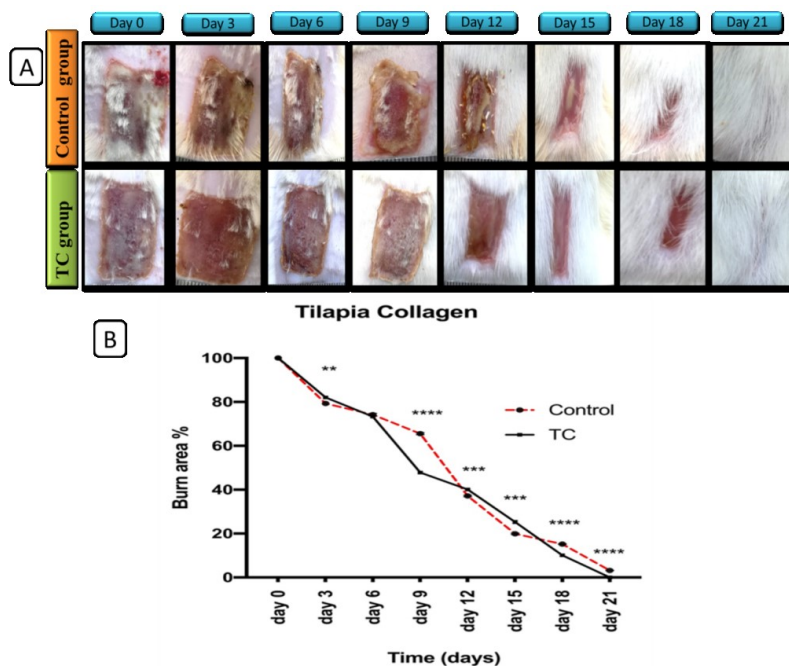 Day 0 Day 3 Day 6 Day 9 Day 12 Day 15 Day 18 Day 21
A
Control group
TC group
Tilapia Collagen
B
Burn area %
100
80
60
40
20
0
**
****
***
***
****
****
Control
TC
day 0 day 3 day 6 day 9 day 12 day 15 day 18 day 21
Time (days)